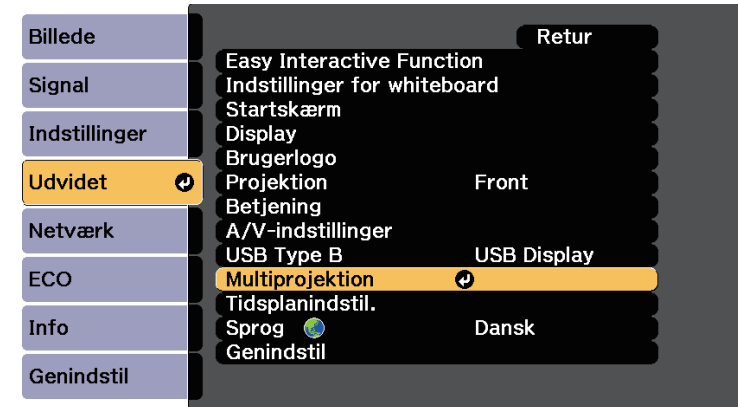 Billede
Signal
Indstillinger
Udvidet
Netværk
ECO
Info
Genindstil
Retur
Easy Interactive Function
Indstillinger for whiteboard
Startskærm
Display
Brugerlogo
Projektion Front
Betjening
A/V-indstillinger
USB Type B USB Display
Multiprojektion
Tidsplanindstil.
Sprog Dansk
Genindstil